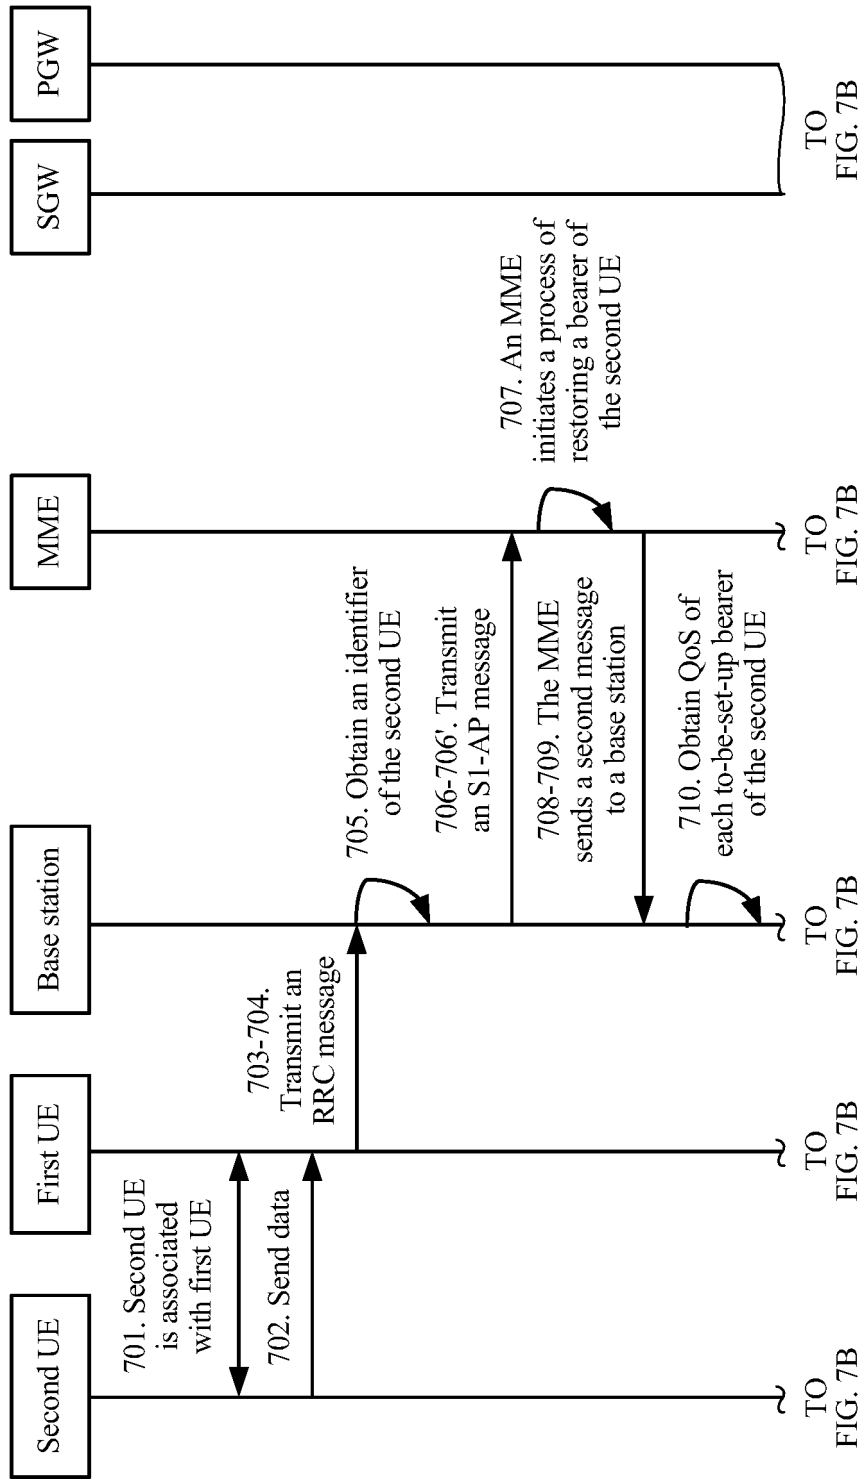 Second UE
First UE
Base station
MME
SGW
PGW
701. Second UE
is associated
with first UE
702. Send data
703-704.
Transmit an
RRC message
705. Obtain an identifier
of the second UE
706-706'. Transmit
an S1-AP message
707. An MME
initiates a process of
restoring a bearer of
the second UE
708-709. The MME
sends a second message
to a base station
710. Obtain QoS of
each to-be-set-up bearer
of the second UE
TO
FIG. 7B
TO
FIG. 7B
TO
FIG. 7B
TO
FIG. 7B
TO
FIG. 7B